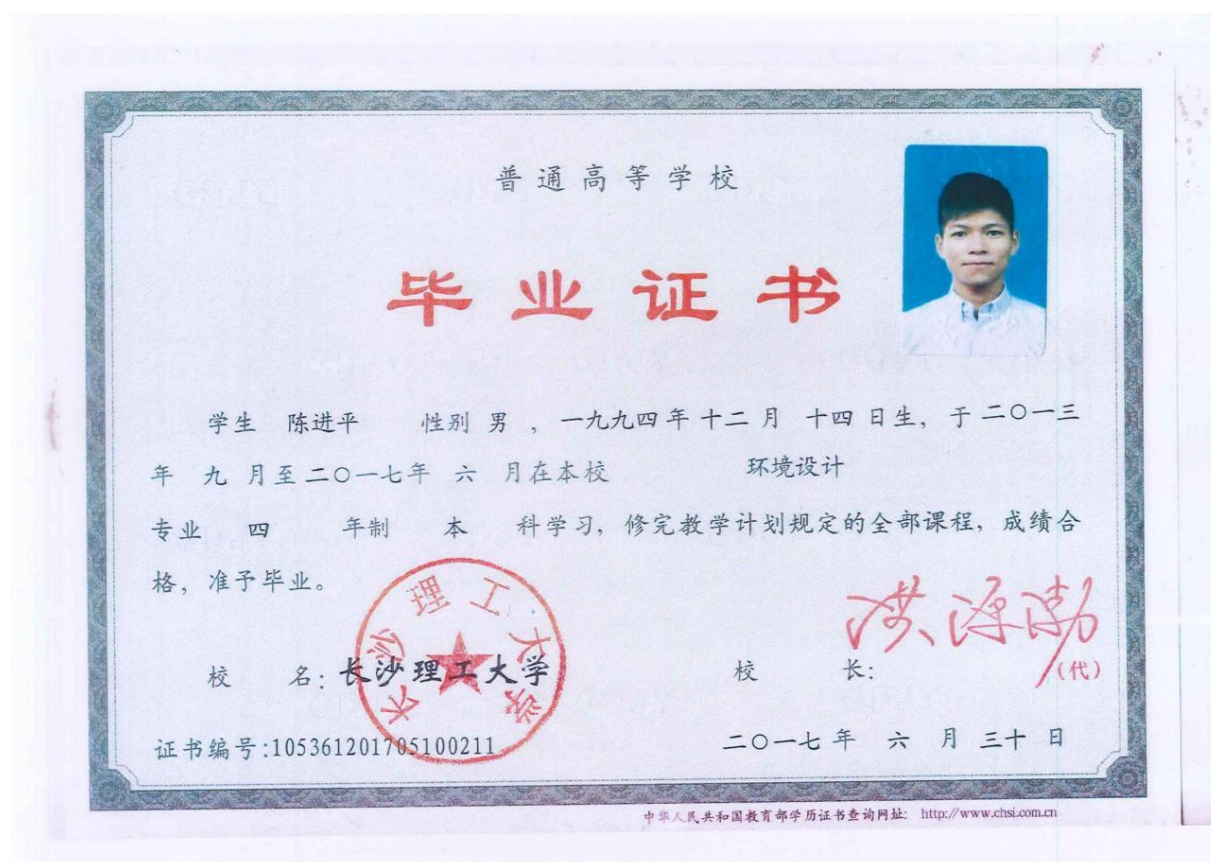 普通高等学校
毕业证书
学生 陈进平 性别 男 ，一九九四年十二月 十四日生，于二〇一三
年 九 月至二〇一七年 六 月在本校 环境设计
专业 四 年制 本 科学习，修完教学计划规定的全部课程，成绩合
格，准予毕业。
长沙理工大学
洪源渤
校 名：长沙理工大学 校 长： （代）
证书编号：105361201705100211 二〇一七年 六 月 三十 日
中华人民共和国教育部学历证书查询网址： http://www.chsi.com.cn